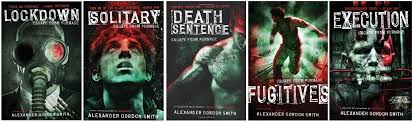 LOCKDOWN
ESCAPE FROM FURNACE
ALEXANDER GORDON SMITH
SOLITARY
ESCAPE FROM FURNACE
ALEXANDER GORDON SMITH
DEATH
SENTENCE
ESCAPE FROM FURNACE
ALEXANDER GORDON SMITH
ESCAPE FROM FURNACE
FUGITIVES
ALEXANDER GORDON SMITH
EXECUTION
ESCAPE FROM FURNACE
ALEXANDER GORDON SMITH